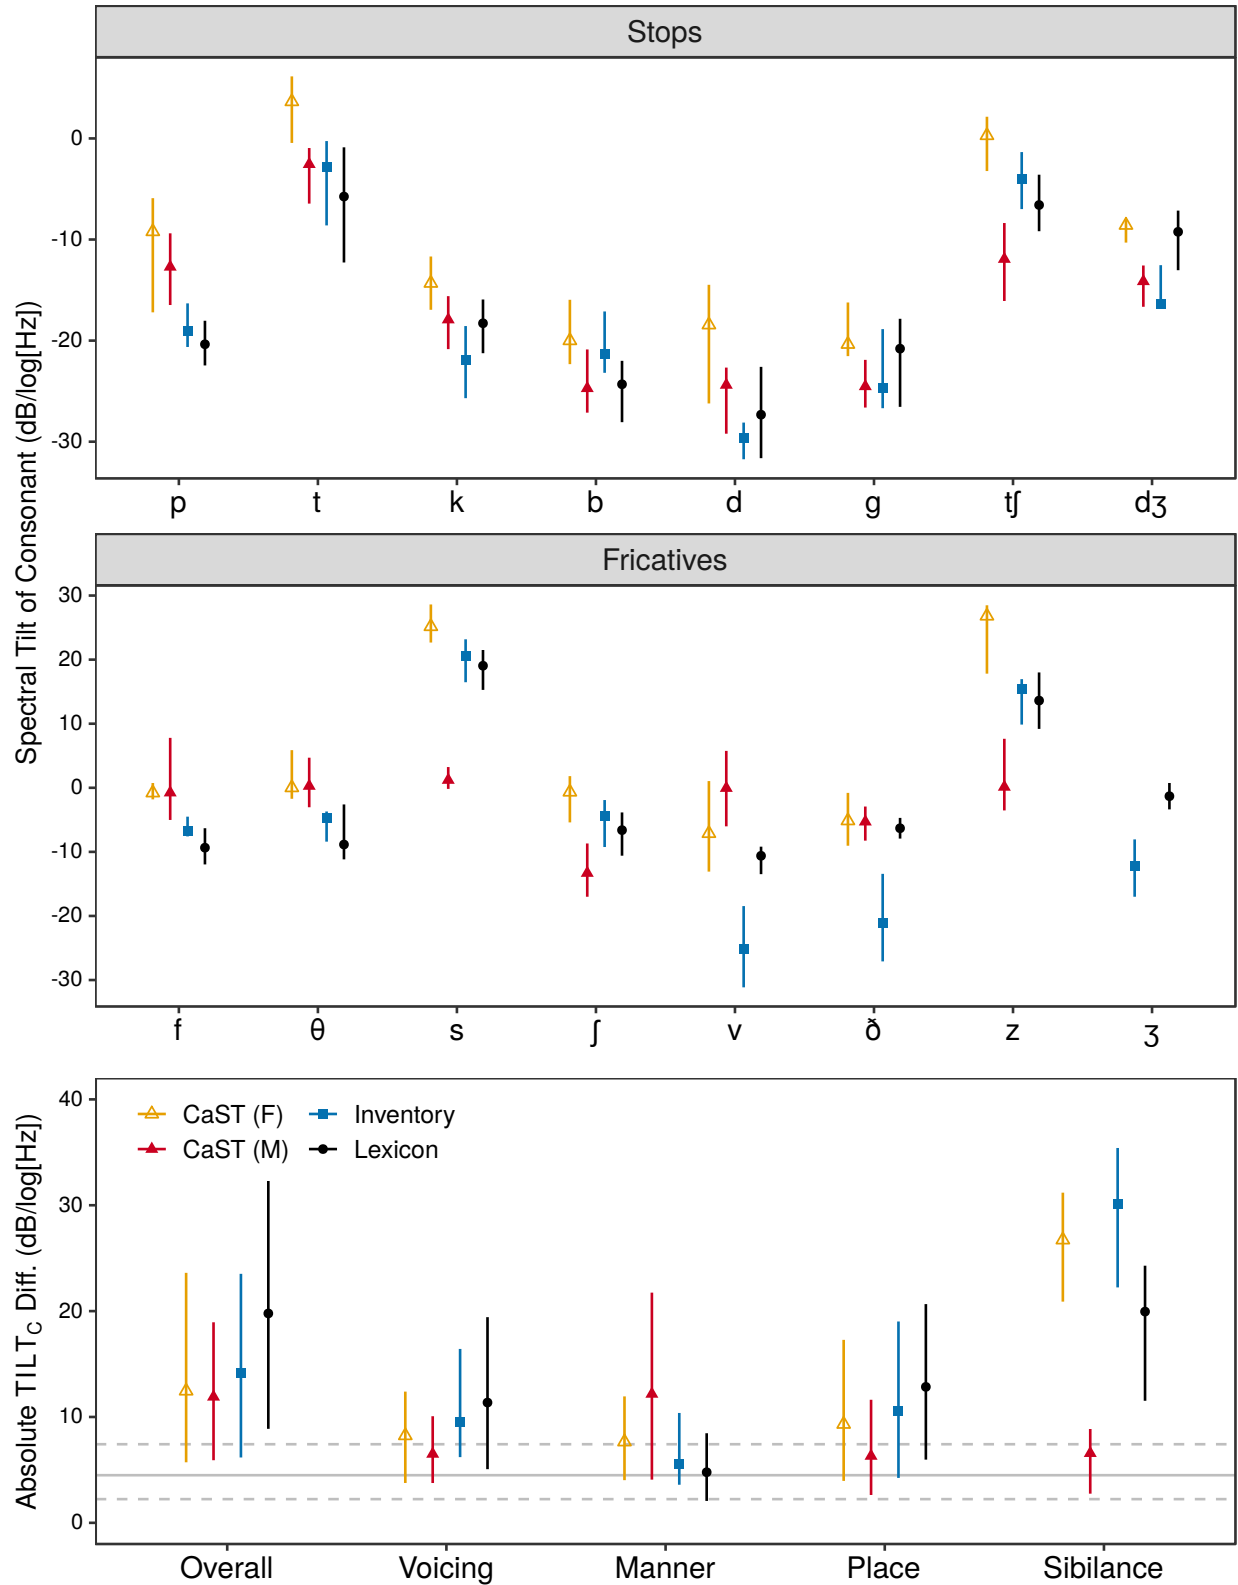 Stops
Spectral Tilt of Consonant (dB/log[Hz])
0
-10
-20
-30
p t k b d g tʃ dʒ
Fricatives
30
20
10
0
-10
-20
-30
f θ s ʃ v ð z ʒ
Absolute TILTC Diff. (dB/log[Hz])
40
30
20
10
0
CaST (F) Inventory
CaST (M) Lexicon
Overall Voicing Manner Place Sibilance